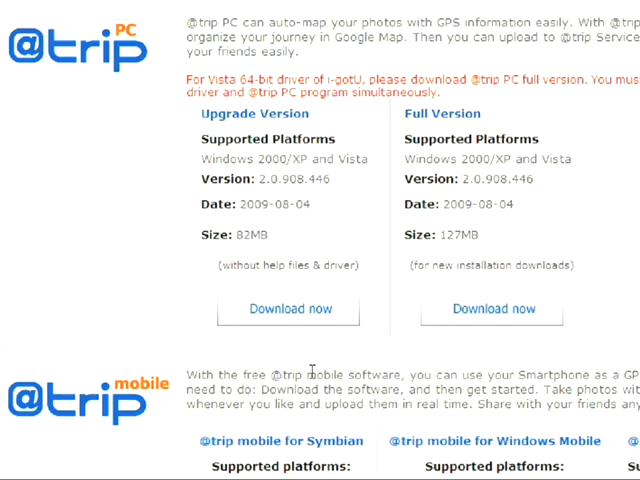 @trip PC
@trip PC can auto-map your photos with GPS information easily. With @trip
organize your journey in Google Map. Then you can upload to @trip Service
your friends easily.
For Vista 64-bit driver of i-gotU, please download @trip PC full version. You mus
driver and @trip PC program simultaneously.
Upgrade Version
Supported Platforms
Windows 2000/XP and Vista
Version: 2.0.908.446
Date: 2009-08-04
Size: 82MB
(without help files & driver)
Download now
Full Version
Supported Platforms
Windows 2000/XP and Vista
Version: 2.0.908.446
Date: 2009-08-04
Size: 127MB
(for new installation downloads)
Download now
@trip mobile
With the free @trip mobile software, you can use your Smartphone as a GP
need to do: Download the software, and then get started. Take photos wit
whenever you like and upload them in real time. Share with your friends any
@trip mobile for Symbian
Supported platforms:
@trip mobile for Windows Mobile
Supported platforms:
@
Su